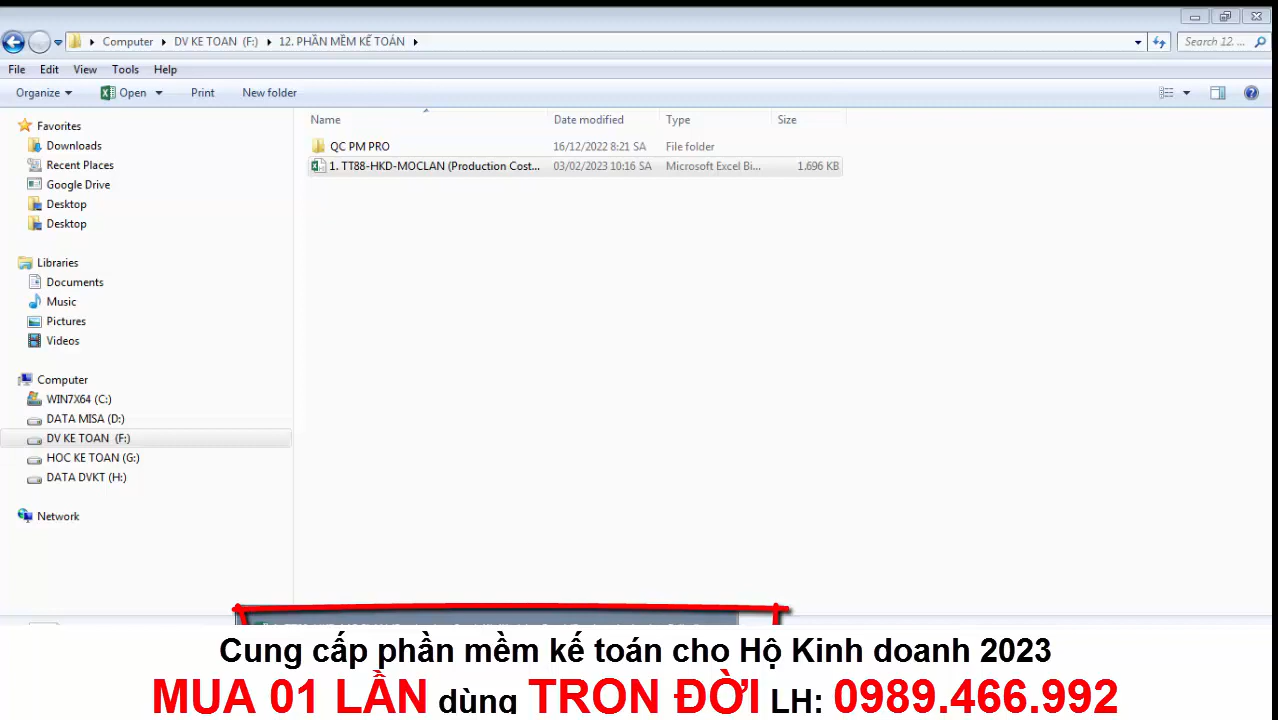 Computer ▸ DV KE TOAN (F:) ▸ 12. PHẦN MỀM KẾ TOÁN ▸ Search 12. ...
File Edit View Tools Help
Organize Open Print New folder
Name Date modified Type Size
Favorites
Downloads
Recent Places
Google Drive
Desktop
Desktop
Libraries
Documents
Music
Pictures
Videos
Computer
WIN7X64 (C:)
DATA MISA (D:)
DV KE TOAN (F:)
HOC KE TOAN (G:)
DATA DVKT (H:)
Network
QC PM PRO 16/12/2022 8:21 SA File folder
1. TT88-HKD-MOCLAN (Production Cost... 03/02/2023 10:16 SA Microsoft Excel Bi... 1.696 KB
Cung cấp phần mềm kế toán cho Hộ Kinh doanh 2023
MUA 01 LẦN dùng TRỌN ĐỜI LH: 0989.466.992